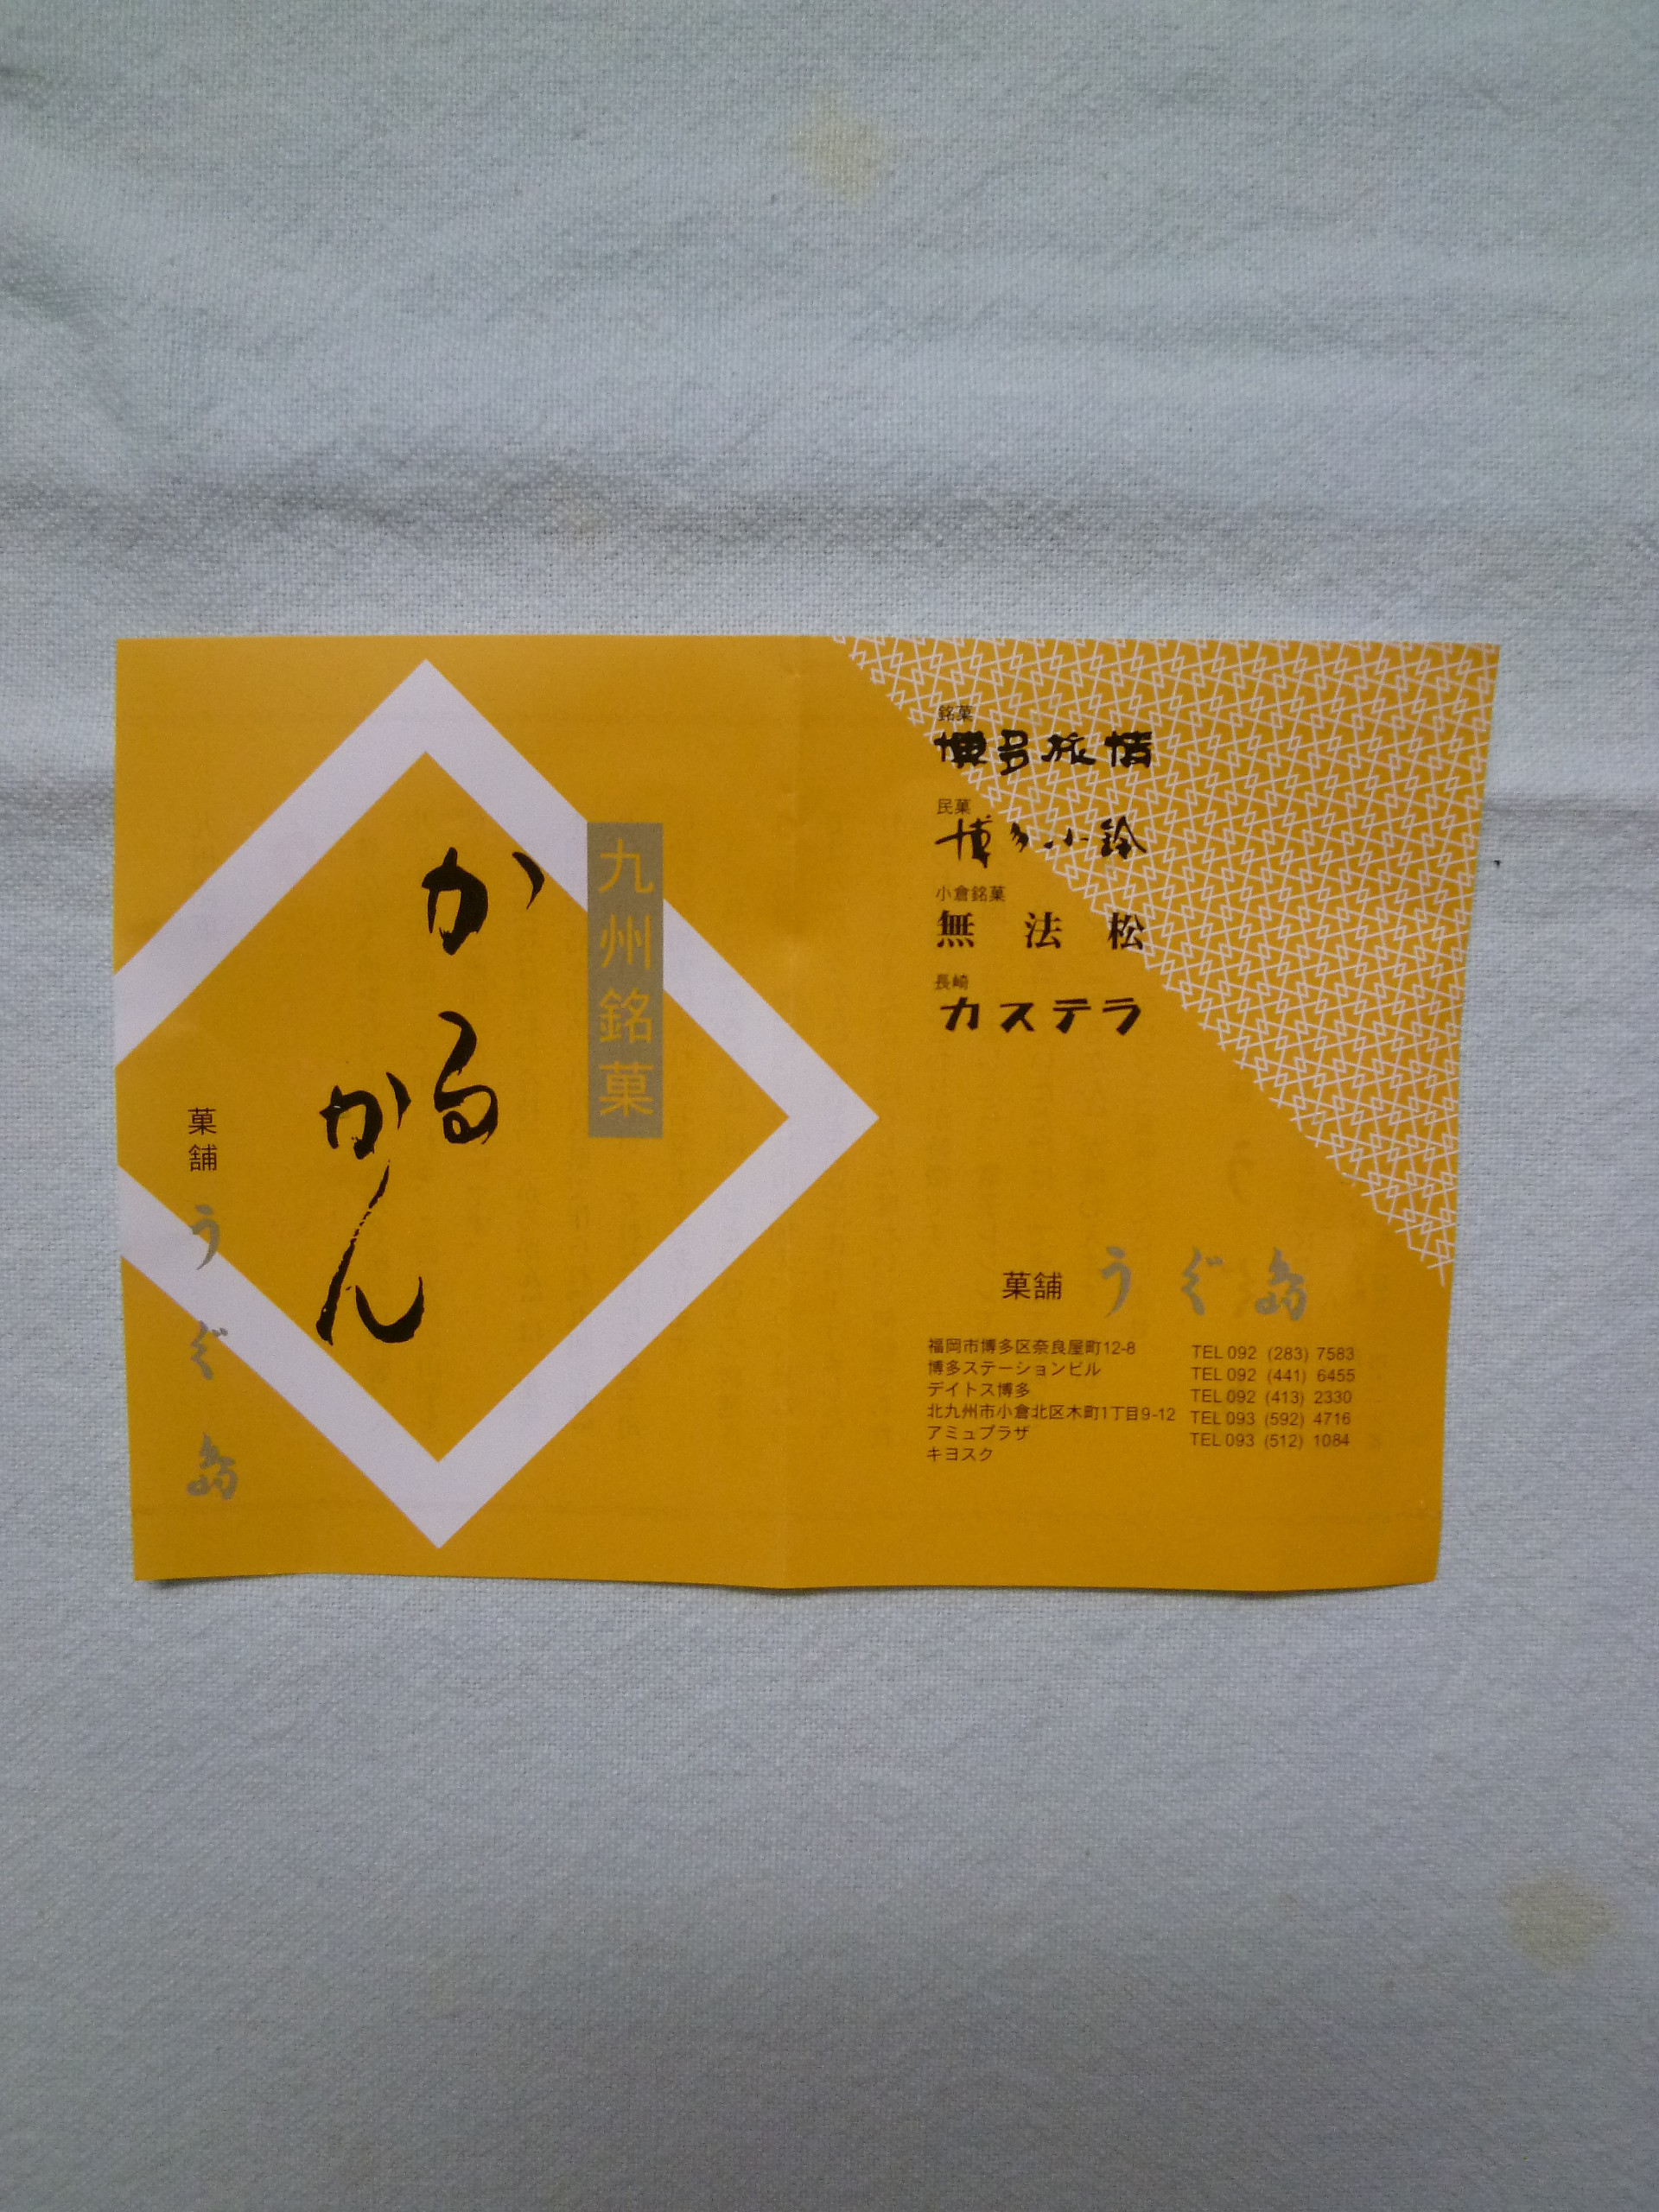 九州銘菓
かるかん
菓舗 うぐ島
銘菓
博多旅情
民菓
博多小鈴
小倉銘菓
無法松
長崎
カステラ
菓舗 うぐ島
福岡市博多区奈良屋町12-8 TEL 092 (283) 7583
博多ステーションビル TEL 092 (441) 6455
デイトス博多 TEL 092 (413) 2330
北九州市小倉北区木町1丁目9-12 TEL 093 (592) 4716
アミュプラザ TEL 093 (512) 1084
キヨスク